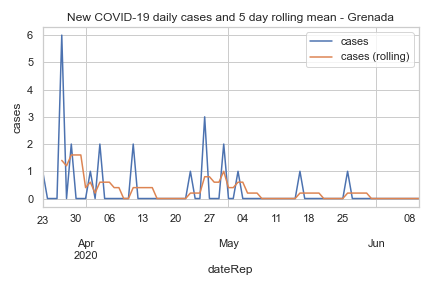 New COVID-19 daily cases and 5 day rolling mean - Grenada
cases
cases (rolling)
6
5
4
3
2
1
0
cases
23 30 06 13 20 27 04 11 18 25 08
Apr May Jun
2020
dateRep